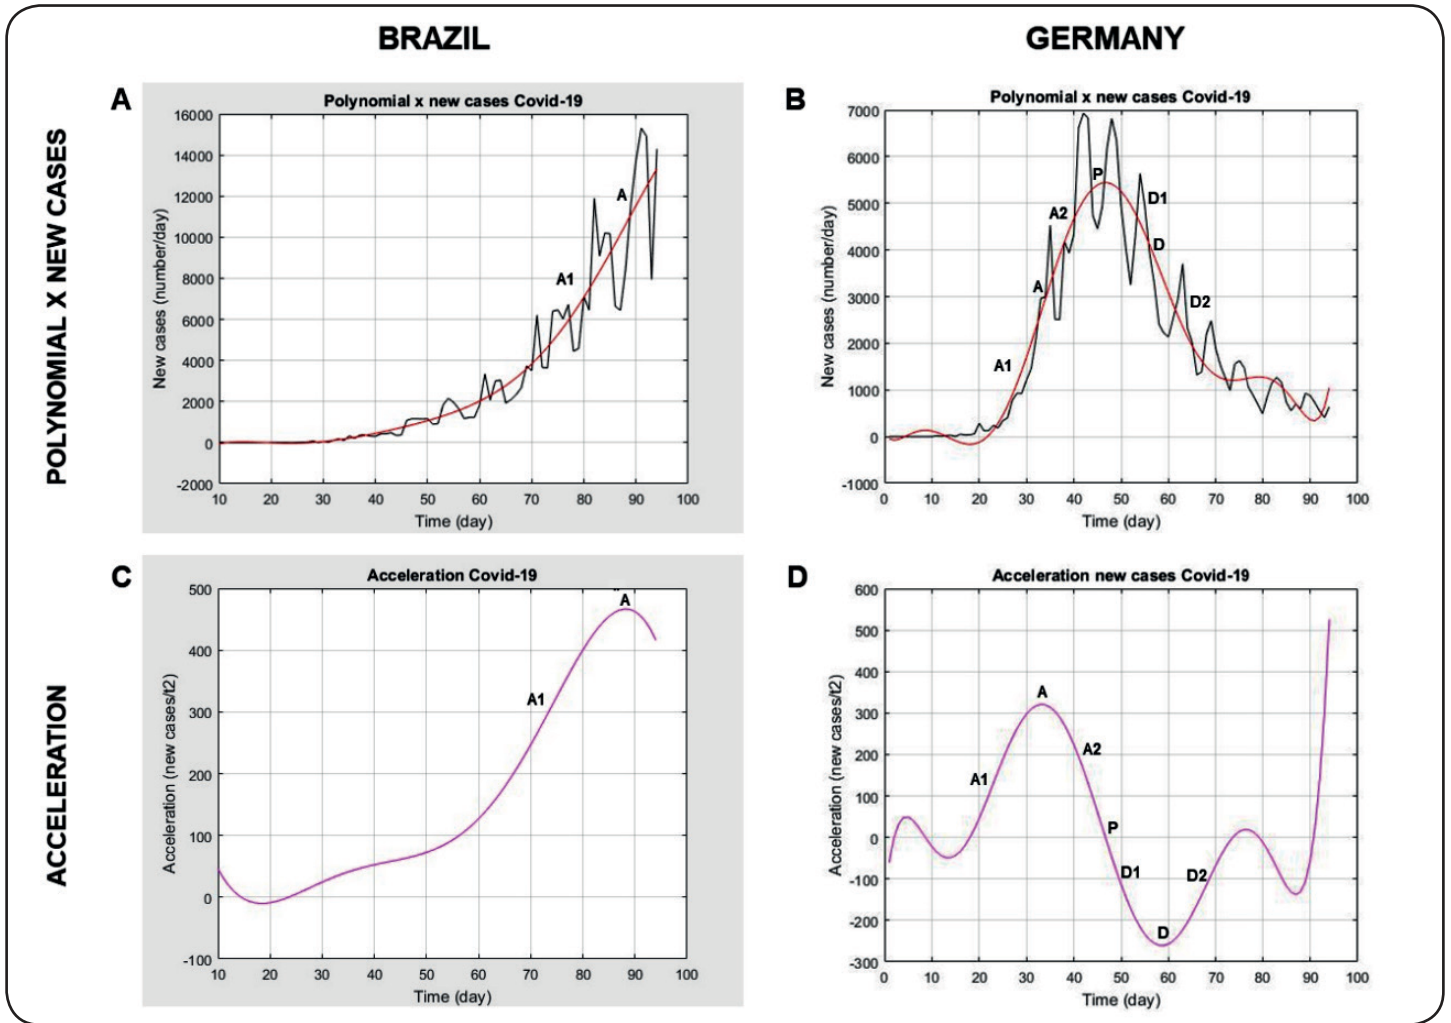 BRAZIL
GERMANY
POLYNOMIAL X NEW CASES
ACCELERATION
A
Polynomial x new cases Covid-19
New cases (number/day)
16000
14000
12000
10000
8000
6000
4000
2000
0
-2000
A
A1
10 20 30 40 50 60 70 80 90 100
Time (day)
B
Polynomial x new cases Covid-19
New cases (number/day)
7000
6000
5000
4000
3000
2000
1000
0
-1000
P
A2
D1
D
A
D2
A1
0 10 20 30 40 50 60 70 80 90 100
Time (day)
C
Acceleration Covid-19
Acceleration (new cases/t2)
500
400
300
200
100
0
-100
A
A1
10 20 30 40 50 60 70 80 90 100
Time (day)
D
Acceleration new cases Covid-19
Acceleration (new cases/t2)
600
500
400
300
200
100
0
-100
-200
-300
A
A2
A1
P
D1
D2
D
0 10 20 30 40 50 60 70 80 90 100
Time (day)